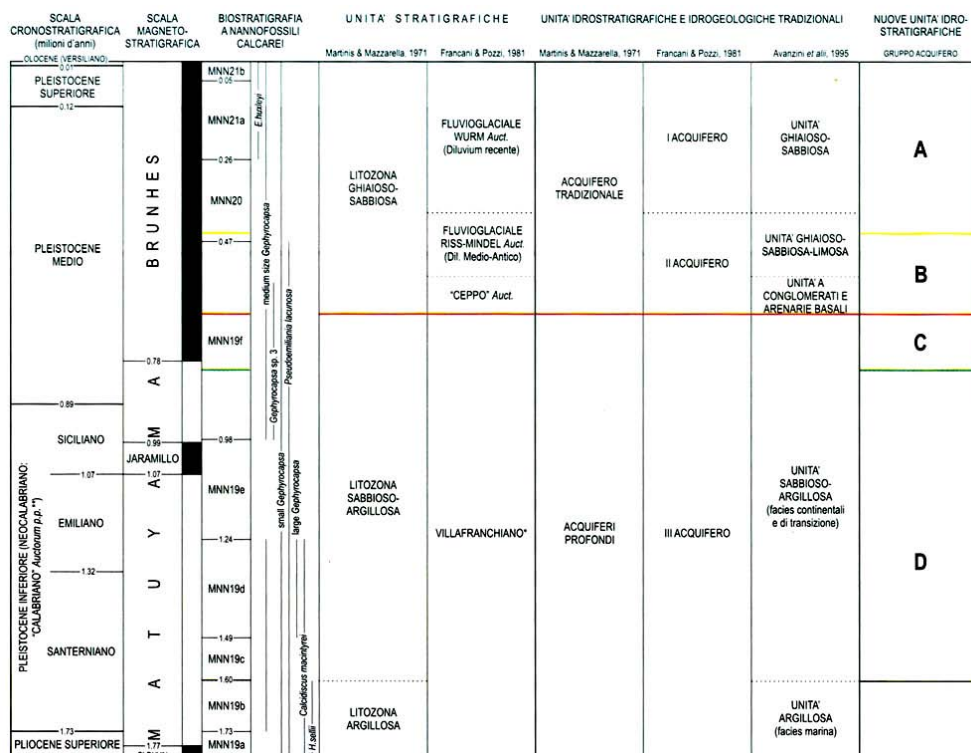 SCALA
CRONOSTRATIGRAFICA
(milioni d'anni)
SCALA
MAGNETO-
STRATIGRAFICA
BIOSTRATIGRAFIA
A NANNOFOSSILI
CALCAREI
UNITA' STRATIGRAFICHE
Martinis & Mazzarella, 1971
Francani & Pozzi, 1981
UNITA' IDROSTRATIGRAFICHE E IDROGEOLOGICHE TRADIZIONALI
Martinis & Mazzarella, 1971
Francani & Pozzi, 1981
Avanzini et alii, 1995
NUOVE UNITA' IDRO-
STRATIGRAFICHE
GRUPPO ACQUIFERO
OLOCENE (VERSILIANO)
0.01
PLEISTOCENE
SUPERIORE
0.12
PLEISTOCENE
MEDIO
0.89
PLEISTOCENE INFERIORE (NEOCALABRIANO:
"CALABRIANO" Auctorum p.p. *")
SICILIANO
1.07
EMILIANO
1.32
SANTERNIANO
1.73
PLIOCENE SUPERIORE
BRUNHES
0.78
MATUYAMA
0.99
JARAMILLO
1.07
1.77
MNN21b
0.05
MNN21a
0.26
MNN20
0.47
MNN19f
0.98
MNN19e
1.24
MNN19d
1.49
MNN19c
1.60
MNN19b
1.73
MNN19a
E.huxleyi
medium size Gephyrocapsa
Gephyrocapsa sp. 3
Pseudoemiliania lacunosa
small Gephyrocapsa
large Gephyrocapsa
Calcidiscus macintyrei
H.sellii
LITOZONA
GHIAIOSO-
SABBIOSA
LITOZONA
SABBIOSO-
ARGILLOSA
LITOZONA
ARGILLOSA
FLUVIOGLACIALE
WURM Auct.
(Diluvium recente)
FLUVIOGLACIALE
RISS-MINDEL Auct.
(Dil. Medio-Antico)
"CEPPO" Auct.
VILLAFRANCHIANO*
ACQUIFERO
TRADIZIONALE
ACQUIFERI
PROFONDI
I ACQUIFERO
II ACQUIFERO
III ACQUIFERO
UNITA'
GHIAIOSO-
SABBIOSA
UNITA' GHIAIOSO-
SABBIOSA-LIMOSA
UNITA' A
CONGLOMERATI E
ARENARIE BASALI
UNITA'
SABBIOSO-
ARGILLOSA
(facies continentali
e di transizione)
UNITA'
ARGILLOSA
(facies marina)
A
B
C
D